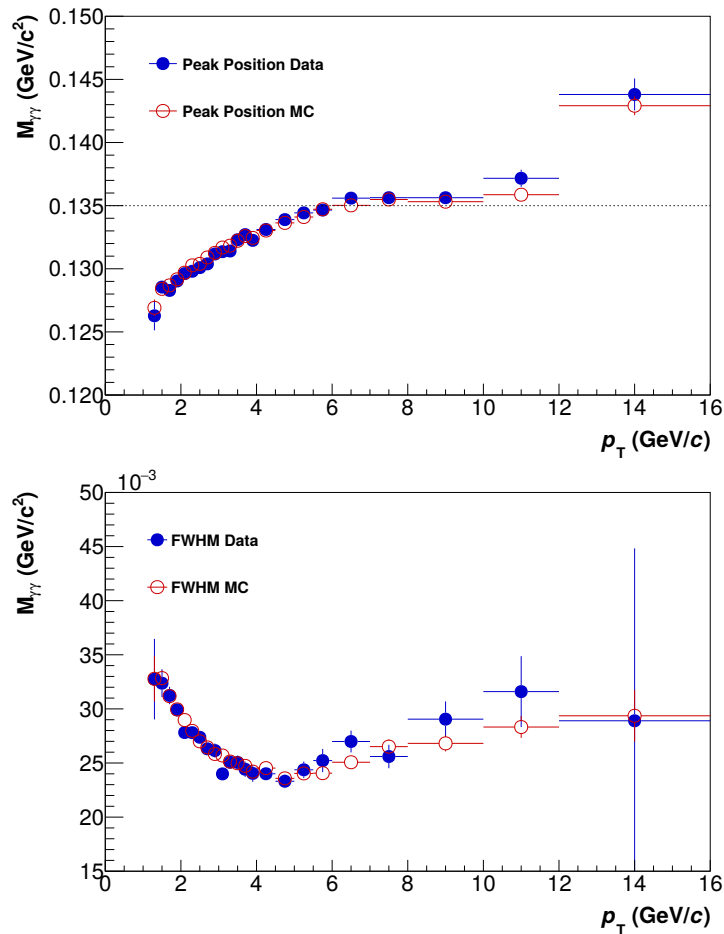 M_γγ (GeV/c²)
0.150
0.145
0.140
0.135
0.130
0.125
0.120
Peak Position Data
Peak Position MC
0 2 4 6 8 10 12 14 16
p_T (GeV/c)
10⁻³
M_γγ (GeV/c²)
50
45
40
35
30
25
20
15
FWHM Data
FWHM MC
0 2 4 6 8 10 12 14 16
p_T (GeV/c)